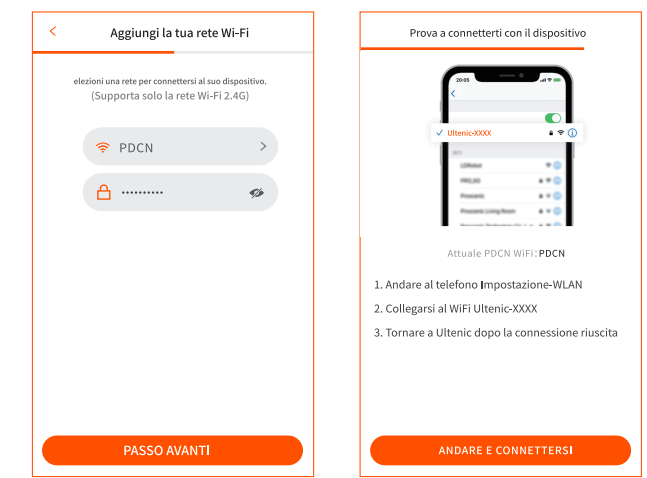 Aggiungi la tua rete Wi-Fi
elezioni una rete per connettersi al suo dispositivo.
(Supporta solo la rete Wi-Fi 2.4G)
PDCN
••••••••••
PASSO AVANTI
Prova a connetterti con il dispositivo
20:05
Ultenic-XXXX
Proscenic
Proscenic Living Room
Attuale PDCN WiFi:PDCN
1. Andare al telefono Impostazione-WLAN
2. Collegarsi al WiFi Ultenic-XXXX
3. Tornare a Ultenic dopo la connessione riuscita
ANDARE E CONNETTERSI